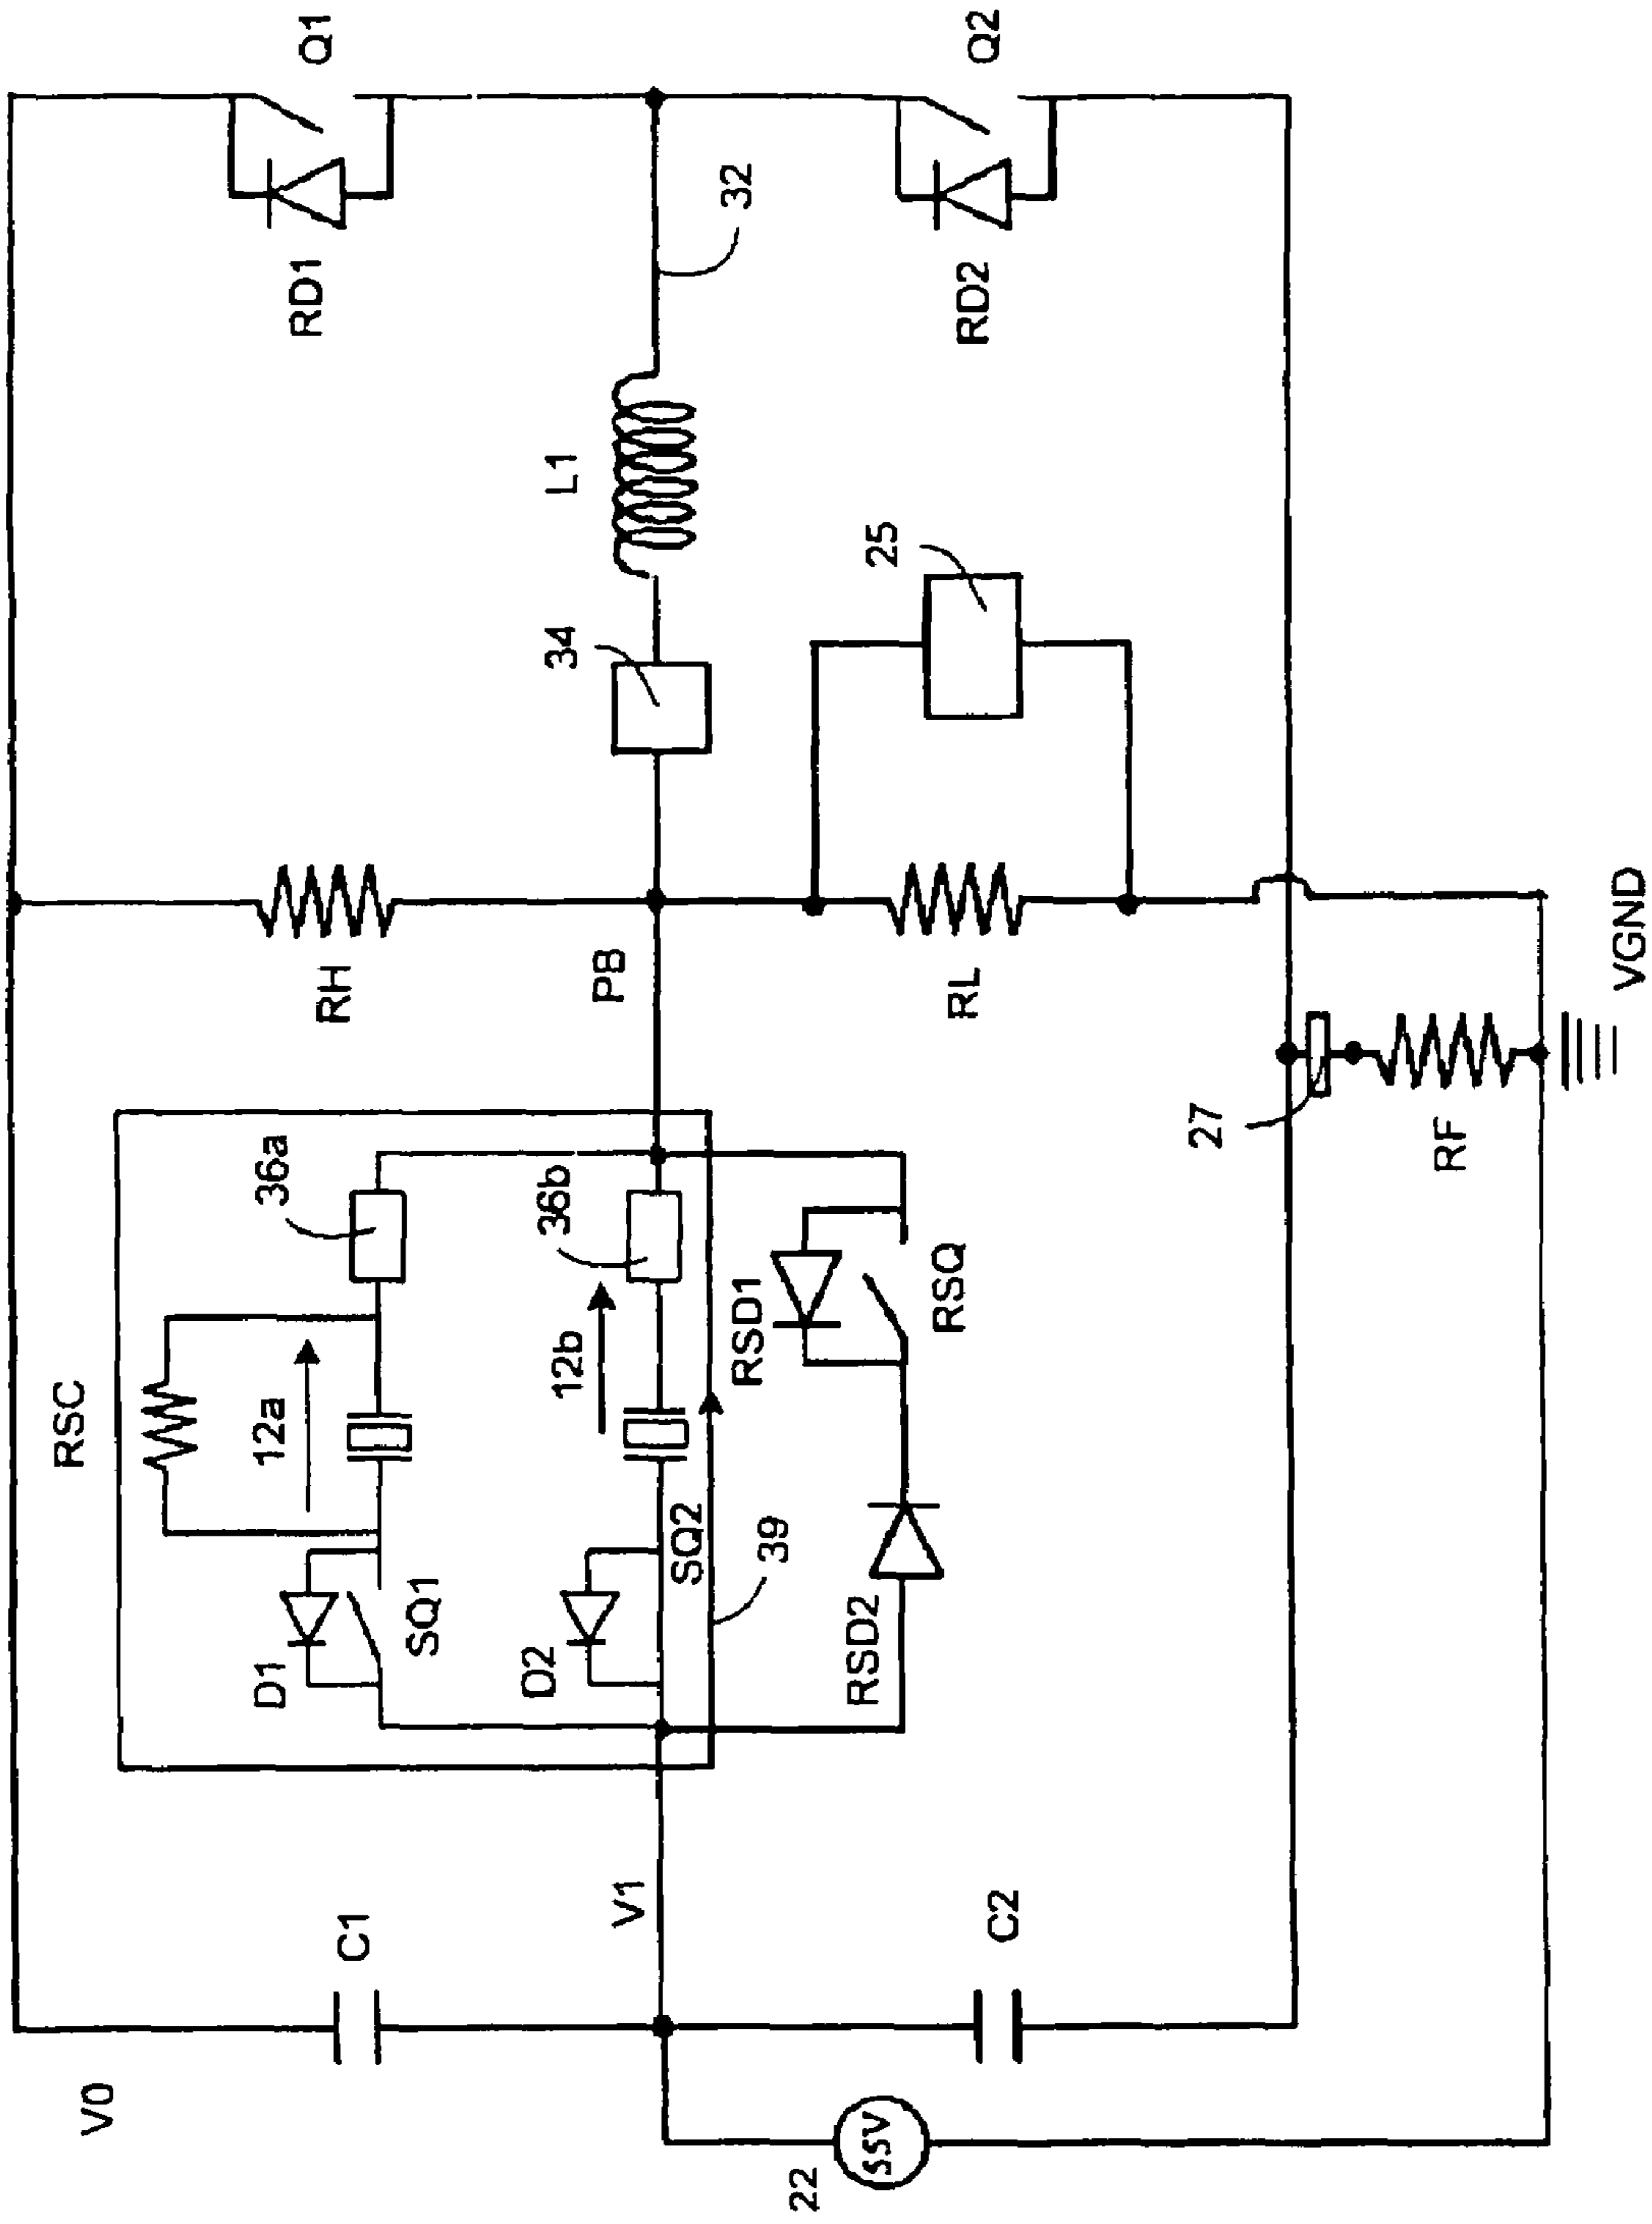 Q1
Q2
RD1
32
RD2
L1
25
34
RH
PB
RL
VGND
27
RF
36a
36b
RSC
12a
12b
RSD1
RSQ
D1
SQ1
D2
SQ2
39
RSD2
C1
V1
C2
V0
22
SSV